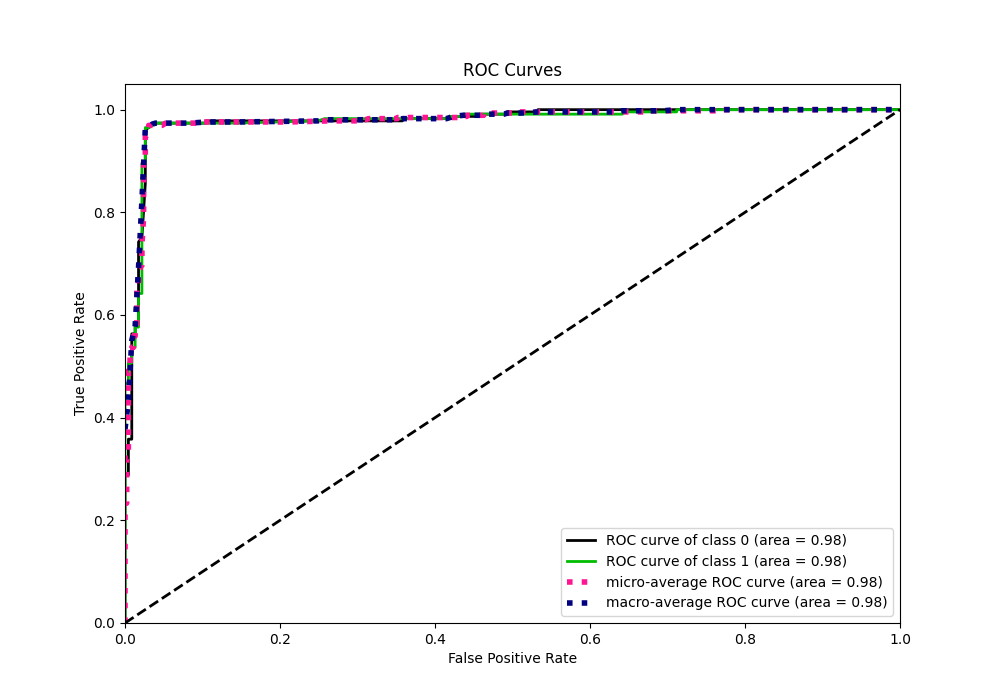 ROC Curves
True Positive Rate
1.0
0.8
0.6
0.4
0.2
0.0
0.0 0.2 0.4 0.6 0.8 1.0
False Positive Rate
ROC curve of class 0 (area = 0.98)
ROC curve of class 1 (area = 0.98)
micro-average ROC curve (area = 0.98)
macro-average ROC curve (area = 0.98)